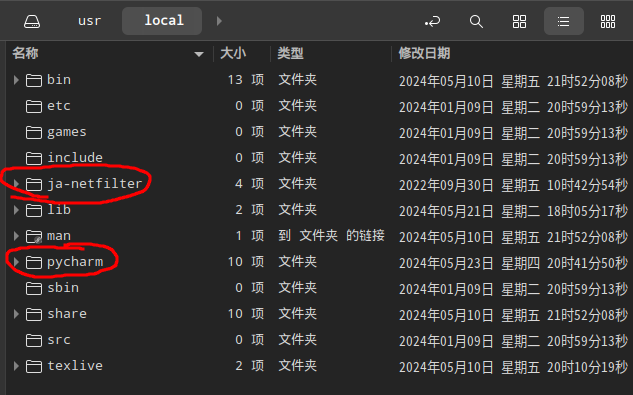 usr local
名称 大小 类型 修改日期
bin 13 项 文件夹 2024年05月10日 星期五 21时52分08秒
etc 0 项 文件夹 2024年01月09日 星期二 20时59分13秒
games 0 项 文件夹 2024年01月09日 星期二 20时59分13秒
include 0 项 文件夹 2024年01月09日 星期二 20时59分13秒
ja-netfilter 4 项 文件夹 2022年09月30日 星期五 10时42分54秒
lib 2 项 文件夹 2024年05月21日 星期二 18时05分17秒
man 1 项 到 文件夹 的链接 2024年05月10日 星期五 21时52分08秒
pycharm 10 项 文件夹 2024年05月23日 星期四 20时41分50秒
sbin 0 项 文件夹 2024年01月09日 星期二 20时59分13秒
share 10 项 文件夹 2024年05月10日 星期五 21时52分08秒
src 0 项 文件夹 2024年01月09日 星期二 20时59分13秒
texlive 2 项 文件夹 2024年05月10日 星期五 20时10分19秒